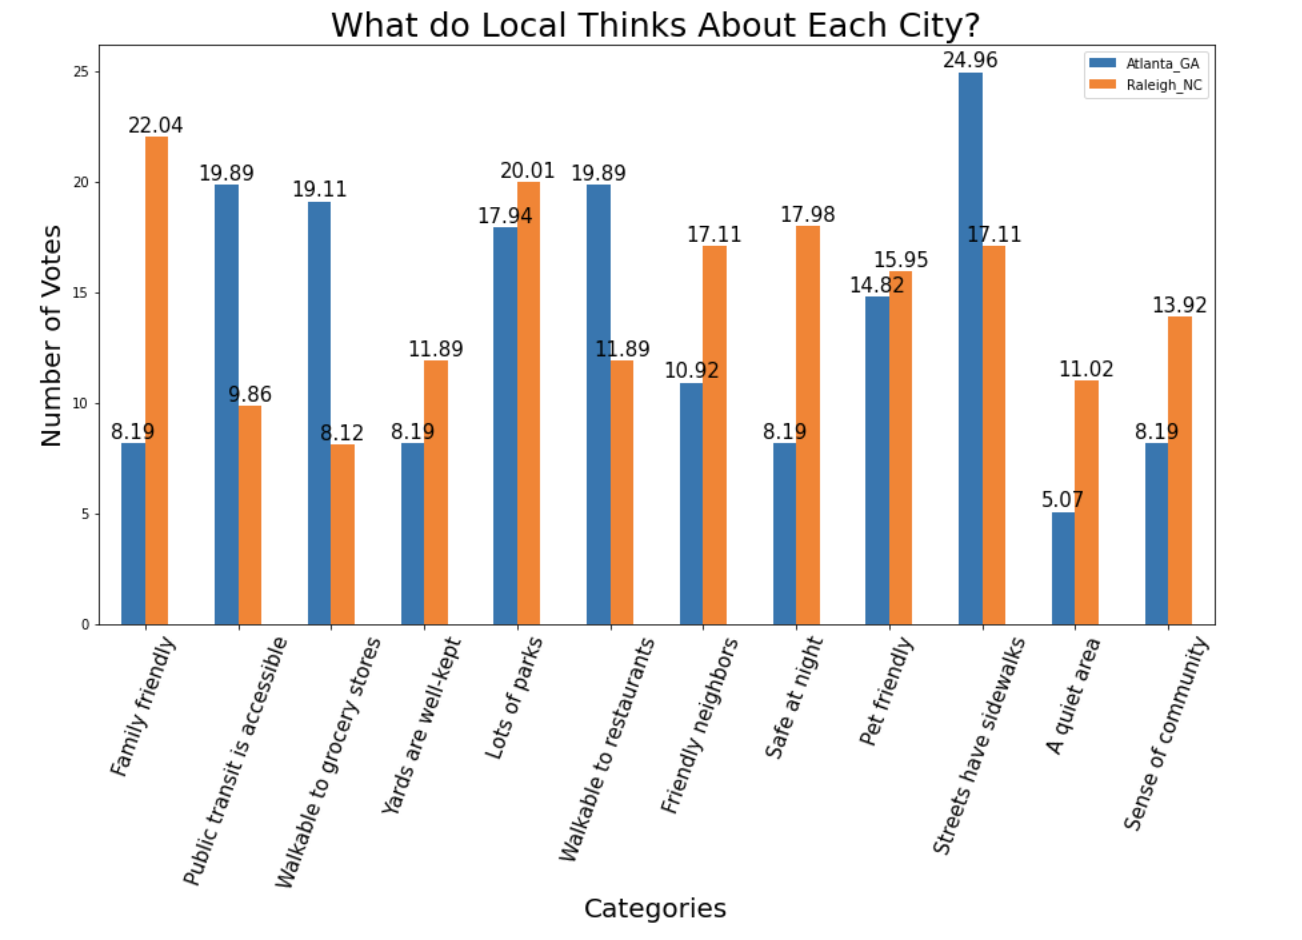 What do Local Thinks About Each City?
Atlanta_GA
Raleigh_NC
Number of Votes
25
20
15
10
5
0
8.19
22.04
19.89
9.86
19.11
8.12
8.19
11.89
17.94
20.01
19.89
11.89
10.92
17.11
8.19
17.98
14.82
15.95
24.96
17.11
5.07
11.02
8.19
13.92
Family friendly
Public transit is accessible
Walkable to grocery stores
Yards are well-kept
Lots of parks
Walkable to restaurants
Friendly neighbors
Safe at night
Pet friendly
Streets have sidewalks
A quiet area
Sense of community
Categories